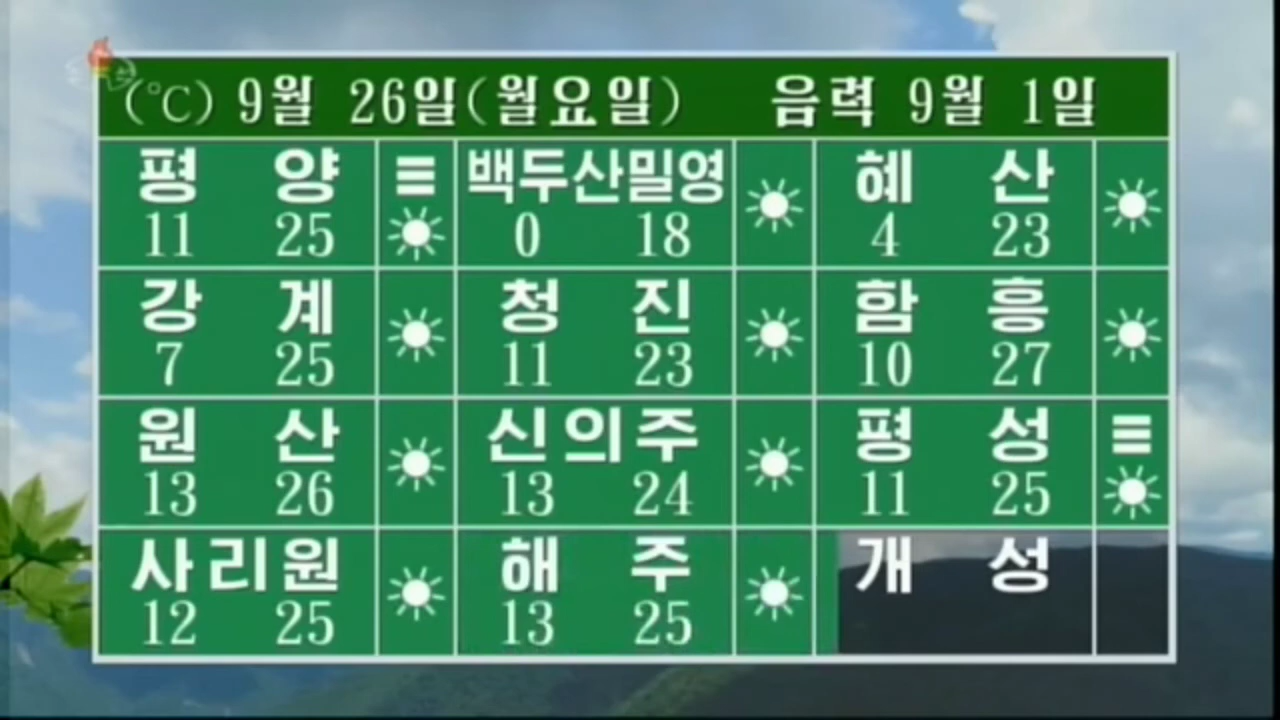 (℃) 9월 26일(월요일) 음력 9월 1일
평양 백두산밀영 혜산
11 25 0 18 4 23
강계 청진 함흥
7 25 11 23 10 27
원산 신의주 평성
13 26 13 24 11 25
사리원 해주 개성
12 25 13 25